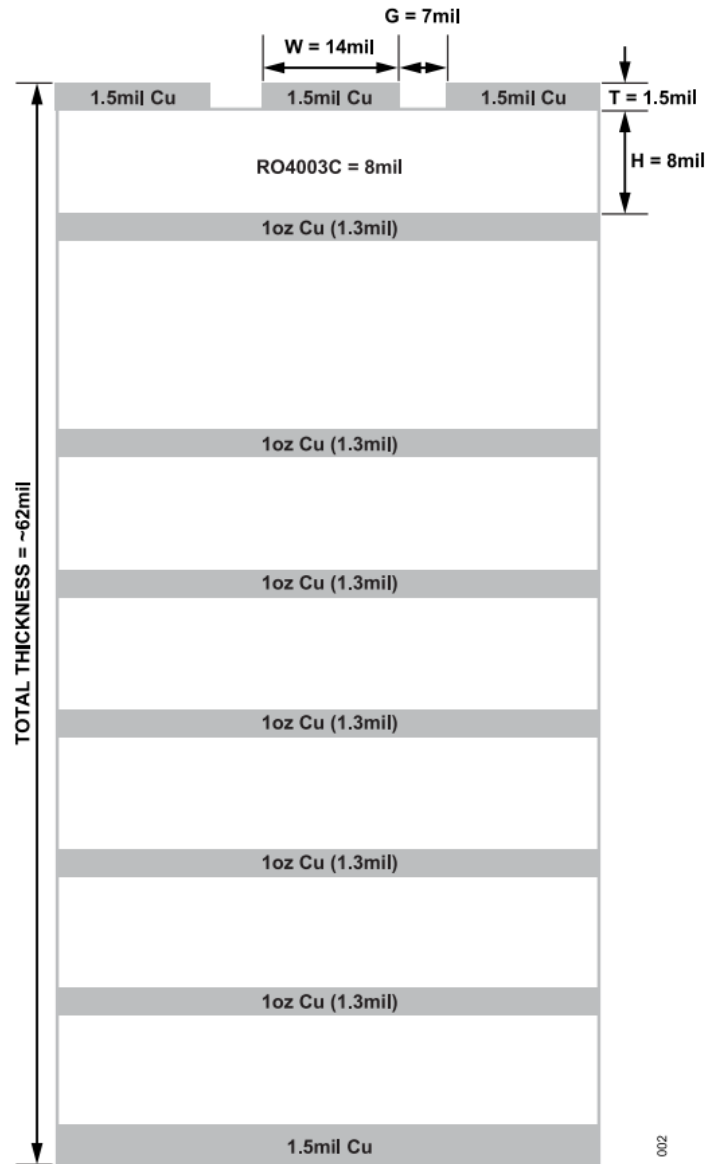 G = 7mil
W = 14mil
1.5mil Cu 1.5mil Cu 1.5mil Cu T = 1.5mil
RO4003C = 8mil H = 8mil
1oz Cu (1.3mil)
1oz Cu (1.3mil)
TOTAL THICKNESS = ~62mil
1oz Cu (1.3mil)
1oz Cu (1.3mil)
1oz Cu (1.3mil)
1oz Cu (1.3mil)
1.5mil Cu
002